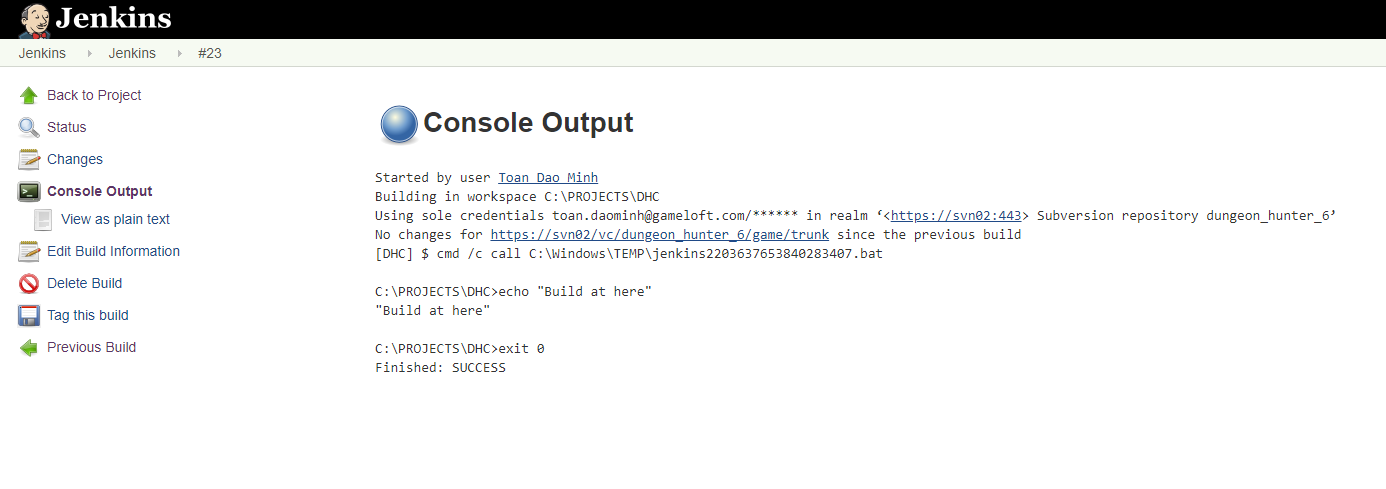 Jenkins
Jenkins Jenkins #23
Back to Project
Status
Changes
Console Output
View as plain text
Edit Build Information
Delete Build
Tag this build
Previous Build
Console Output
Started by user Toan Dao Minh
Building in workspace C:\PROJECTS\DHC
Using sole credentials toan.daominh@gameloft.com/****** in realm ‘<https://svn02:443> Subversion repository dungeon_hunter_6’
No changes for https://svn02/vc/dungeon_hunter_6/game/trunk since the previous build
[DHC] $ cmd /c call C:\Windows\TEMP\jenkins2203637653840283407.bat
C:\PROJECTS\DHC>echo "Build at here"
"Build at here"
C:\PROJECTS\DHC>exit 0
Finished: SUCCESS